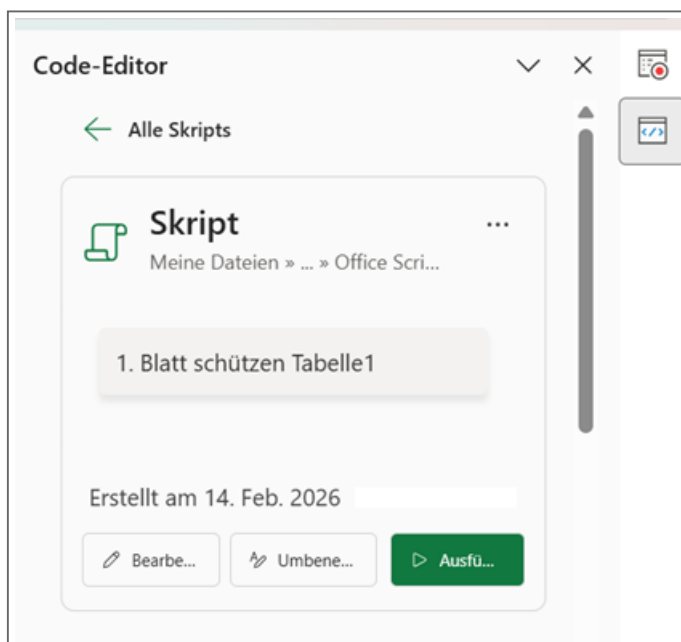 Code-Editor
Alle Skripts
Skript
...
Meine Dateien » ... » Office Scri...
1. Blatt schützen Tabelle1
Erstellt am 14. Feb. 2026
Bearbe... Umbene... Ausfü...